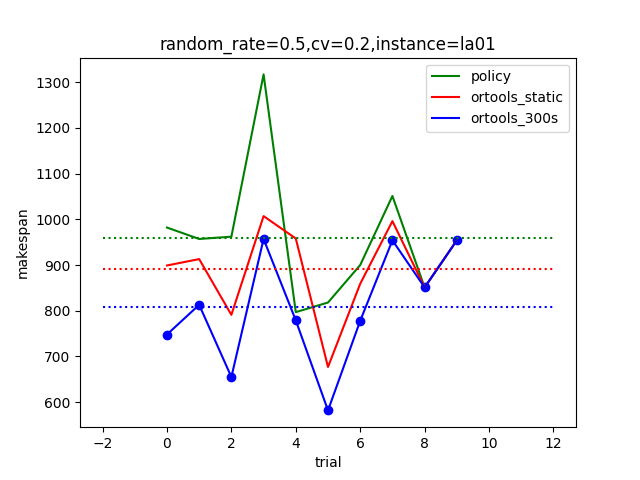 random_rate=0.5,cv=0.2,instance=la01
policy
ortools_static
ortools_300s
makespan
1300
1200
1100
1000
900
800
700
600
−2 0 2 4 6 8 10 12
trial